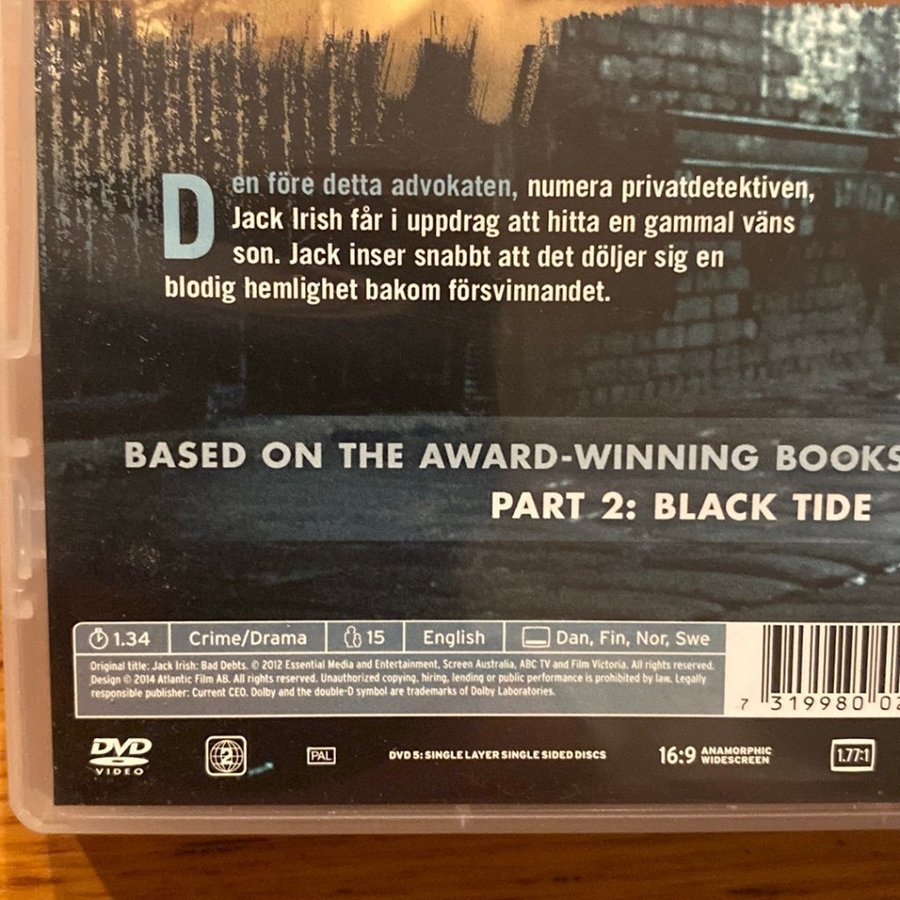 Den före detta advokaten, numera privatdetektiven,
Jack Irish får i uppdrag att hitta en gammal väns
son. Jack inser snabbt att det döljer sig en
blodig hemlighet bakom försvinnandet.
BASED ON THE AWARD-WINNING BOOKS
PART 2: BLACK TIDE
1.34 Crime/Drama 15 English Dan, Fin, Nor, Swe
Original title: Jack Irish: Bad Debts. © 2012 Essential Media and Entertainment, Screen Australia, ABC TV and Film Victoria. All rights reserved.
Design © 2014 Atlantic Film AB. All rights reserved. Unauthorized copying, hiring, lending or public performance is prohibited by law. Legally
responsible publisher: Current CEO. Dolby and the double-D symbol are trademarks of Dolby Laboratories.
7 319980 02
DVD VIDEO 2 PAL DVD 5: SINGLE LAYER SINGLE SIDED DISCS 16:9 ANAMORPHIC WIDESCREEN 1.77:1